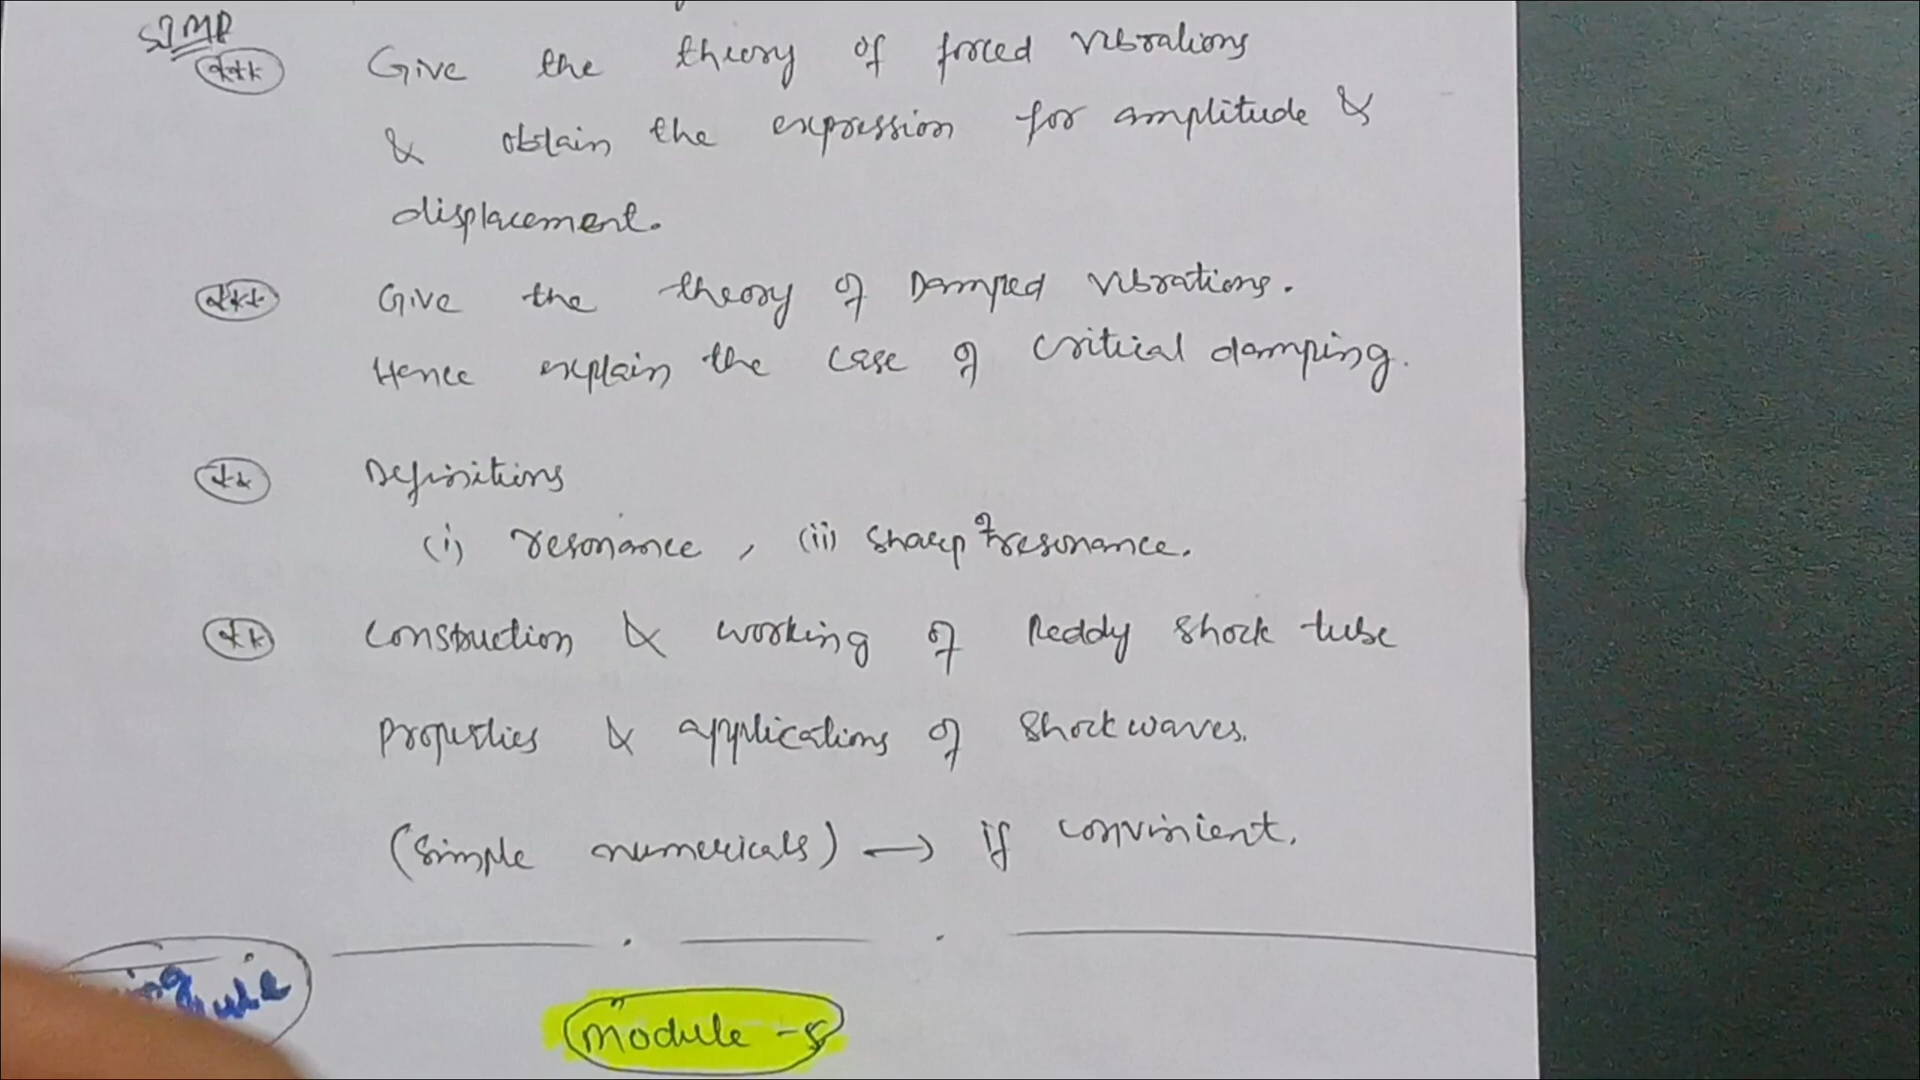 SIMP
*** Give the theory of forced vibrations
& obtain the expression for amplitude &
displacement.
*** Give the theory of Damped vibrations.
Hence explain the case of critical damping.
** Definitions
(i) resonance, (ii) sharp of resonance.
** Construction & working of Reddy shock tube
properties & applications of shock waves.
(simple numericals) → if convinient.
module -5